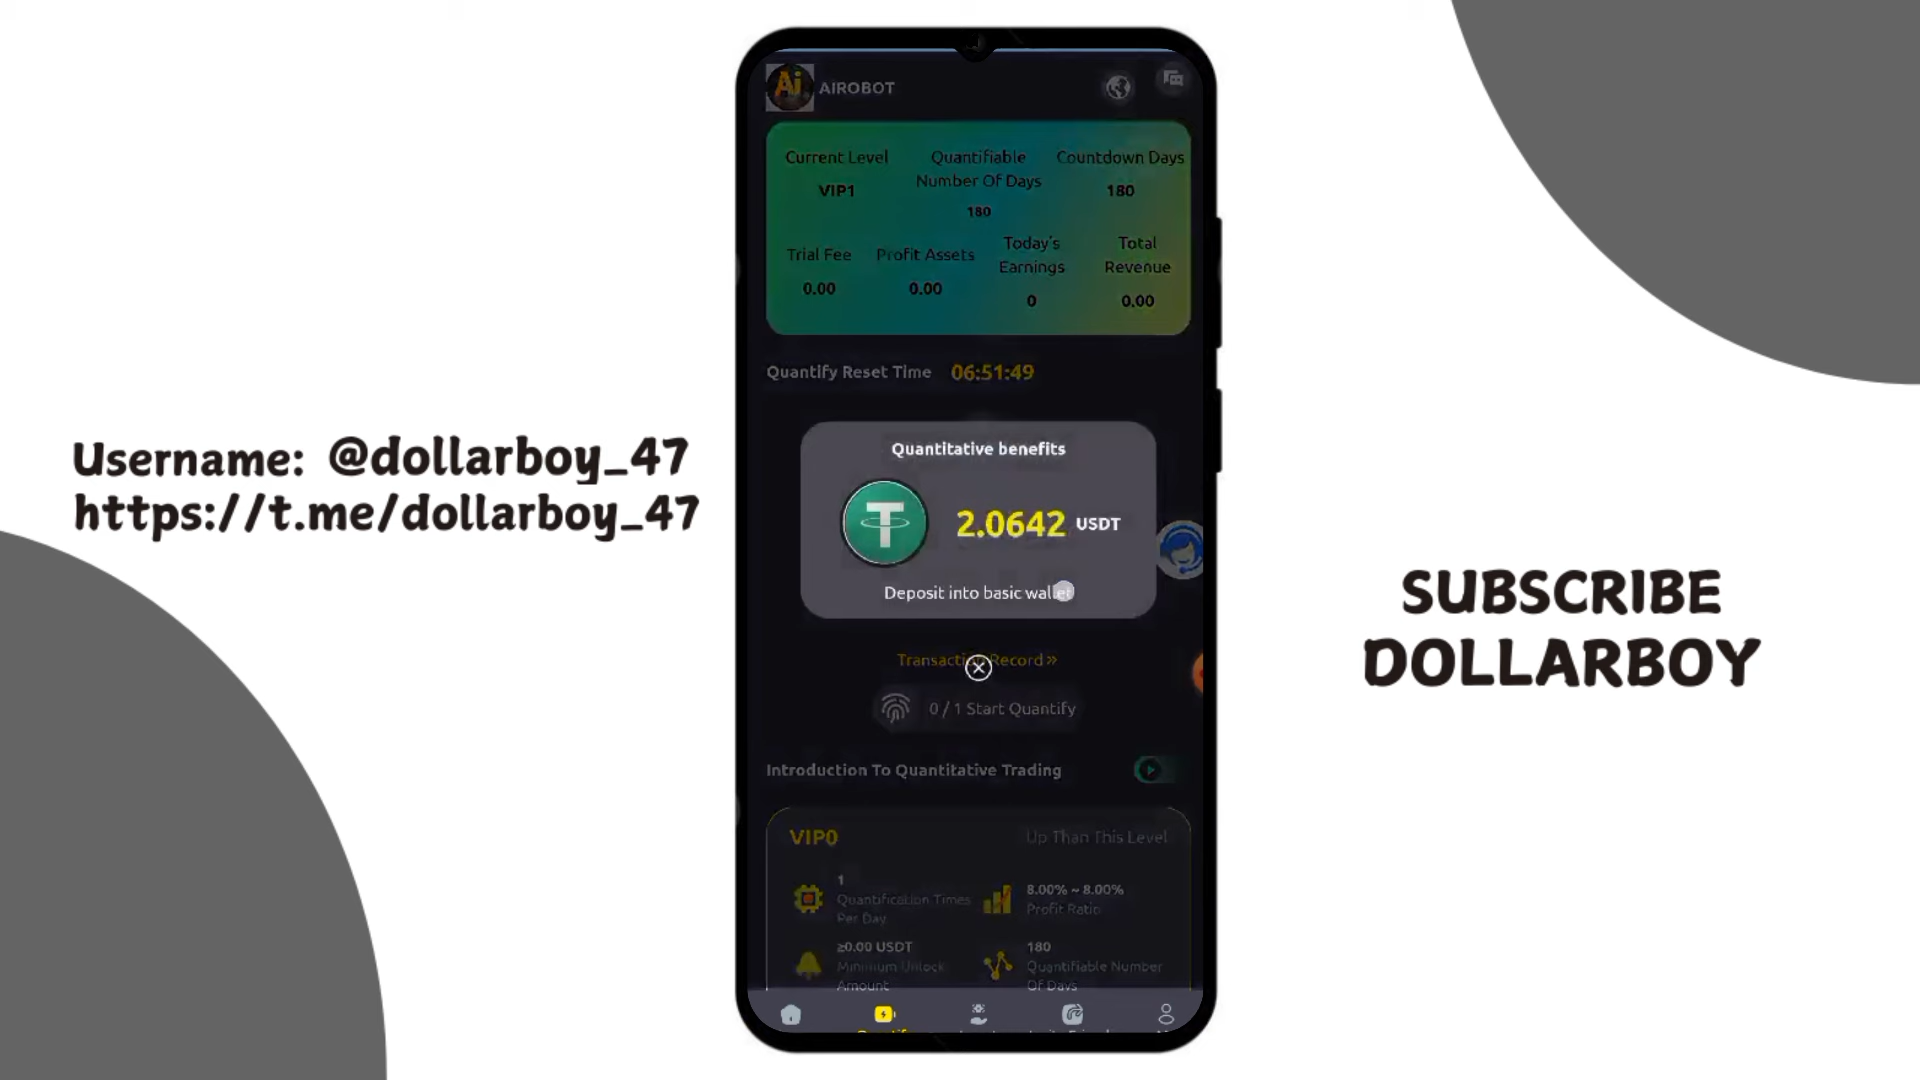 Username: @dollarboy_47
https://t.me/dollarboy_47
Ai AIROBOT
Current Level
VIP1
Quantifiable
Number Of Days
180
Countdown Days
180
Trial Fee
0.00
Profit Assets
0.00
Today's
Earnings
0
Total
Revenue
0.00
Quantify Reset Time 06:51:49
Quantitative benefits
2.0642 USDT
Deposit into basic wallet
Transaction Record »
0 / 1 Start Quantify
Introduction To Quantitative Trading
VIP0 Up Than This Level
1
Quantification Times
Per Day
8.00% ~ 8.00%
Profit Ratio
≥0.00 USDT
Minimum Unlock
Amount
180
Quantifiable Number
Of Days
SUBSCRIBE
DOLLARBOY